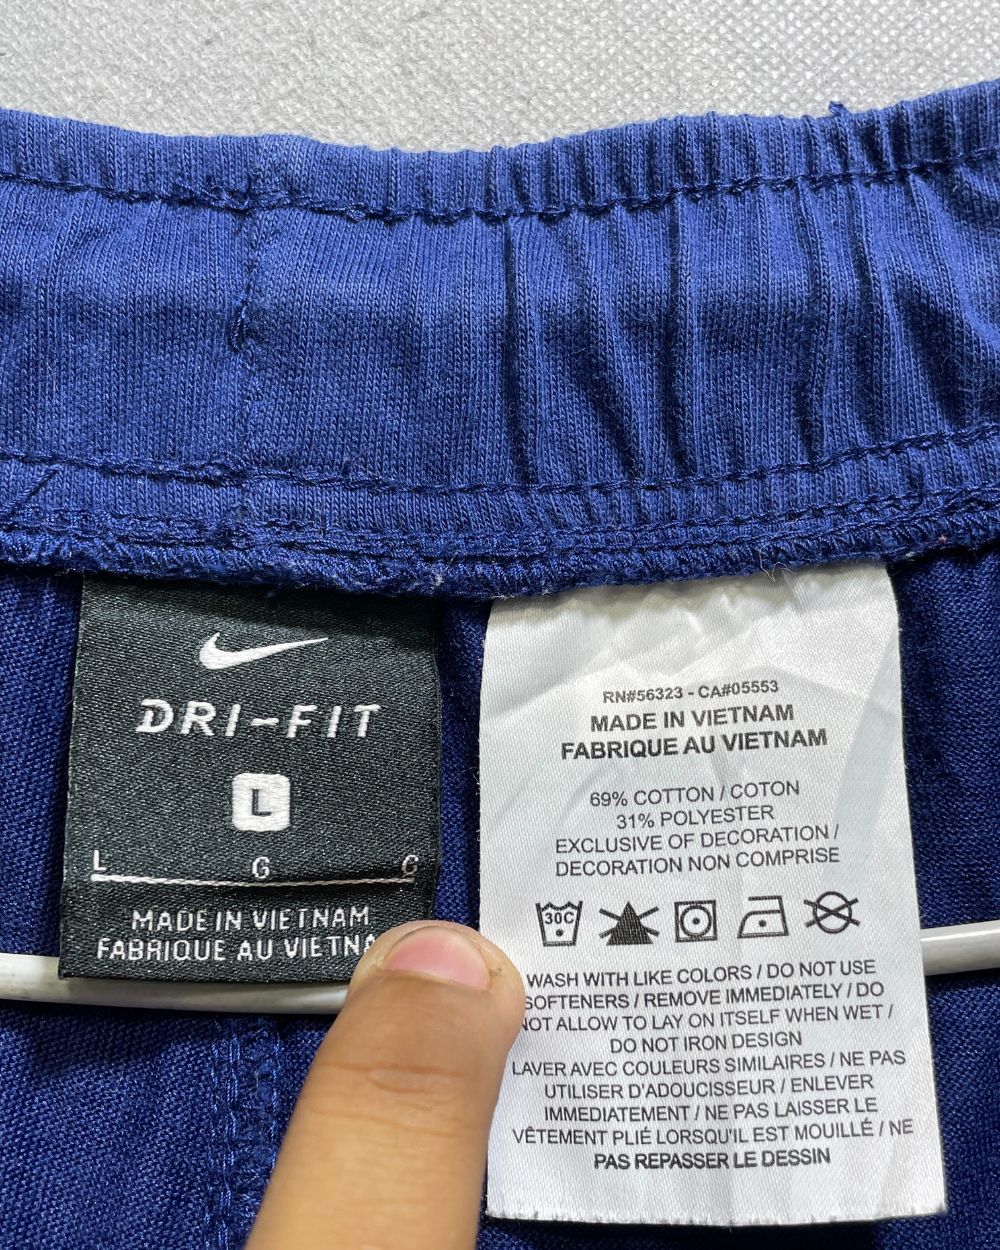 DRI-FIT
L
L G G
MADE IN VIETNAM
FABRIQUE AU VIETNA
RN#56323 - CA#05553
MADE IN VIETNAM
FABRIQUE AU VIETNAM
69% COTTON / COTON
31% POLYESTER
EXCLUSIVE OF DECORATION /
DECORATION NON COMPRISE
30C
WASH WITH LIKE COLORS / DO NOT USE
SOFTENERS / REMOVE IMMEDIATELY / DO
NOT ALLOW TO LAY ON ITSELF WHEN WET /
DO NOT IRON DESIGN
LAVER AVEC COULEURS SIMILAIRES / NE PAS
UTILISER D'ADOUCISSEUR / ENLEVER
IMMEDIATEMENT / NE PAS LAISSER LE
VÊTEMENT PLIÉ LORSQU'IL EST MOUILLÉ / NE
PAS REPASSER LE DESSIN